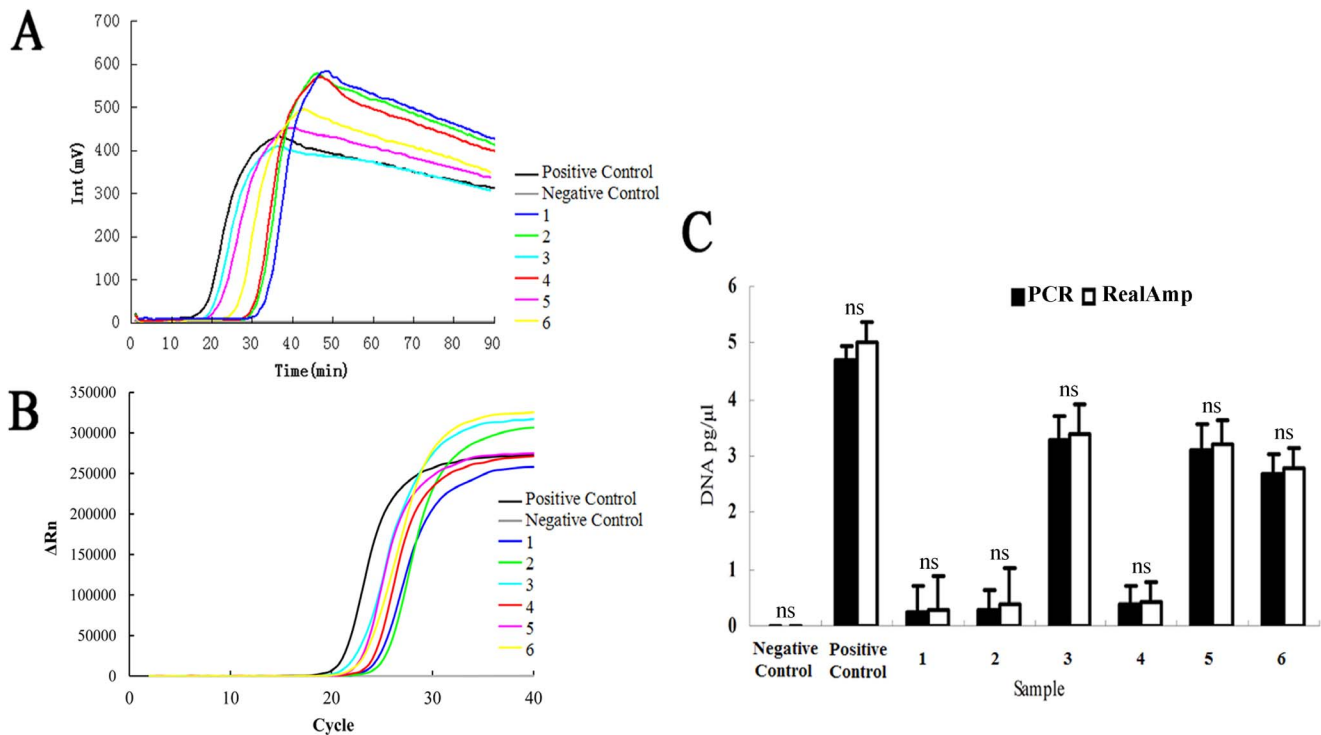 A
700
600
500
400
300
200
100
0
Int(mV)
0 10 20 30 40 50 60 70 80 90
Time(min)
Positive Control
Negative Control
1
2
3
4
5
6
B
350000
300000
250000
200000
150000
100000
50000
0
ΔRn
0 10 20 30 40
Cycle
Positive Control
Negative Control
1
2
3
4
5
6
C
PCR RealAmp
6
5
4
3
2
1
0
DNA pg/μl
ns ns ns ns ns ns ns ns
Negative Control Positive Control 1 2 3 4 5 6
Sample